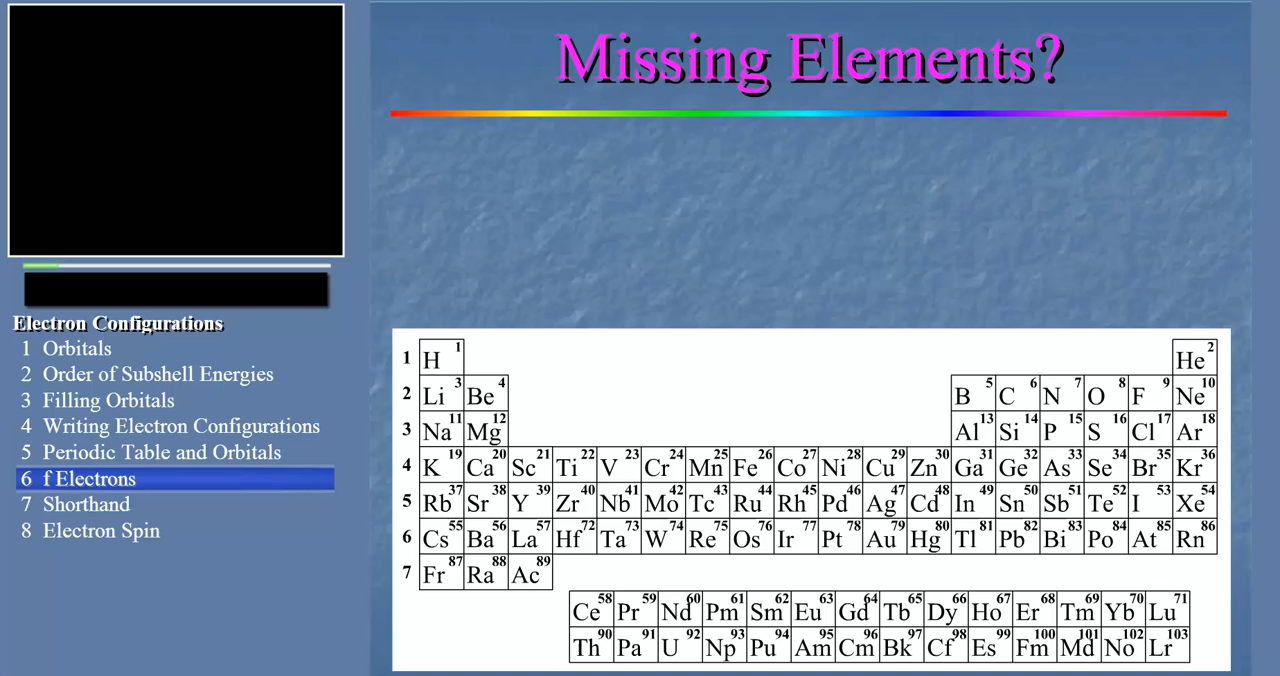 Missing Elements?
Electron Configurations
1 Orbitals
2 Order of Subshell Energies
3 Filling Orbitals
4 Writing Electron Configurations
5 Periodic Table and Orbitals
6 f Electrons
7 Shorthand
8 Electron Spin
1 H 1 He 2
2 Li 3 Be 4 B 5 C 6 N 7 O 8 F 9 Ne 10
3 Na 11 Mg 12 Al 13 Si 14 P 15 S 16 Cl 17 Ar 18
4 K 19 Ca 20 Sc 21 Ti 22 V 23 Cr 24 Mn 25 Fe 26 Co 27 Ni 28 Cu 29 Zn 30 Ga 31 Ge 32 As 33 Se 34 Br 35 Kr 36
5 Rb 37 Sr 38 Y 39 Zr 40 Nb 41 Mo 42 Tc 43 Ru 44 Rh 45 Pd 46 Ag 47 Cd 48 In 49 Sn 50 Sb 51 Te 52 I 53 Xe 54
6 Cs 55 Ba 56 La 57 Hf 72 Ta 73 W 74 Re 75 Os 76 Ir 77 Pt 78 Au 79 Hg 80 Tl 81 Pb 82 Bi 83 Po 84 At 85 Rn 86
7 Fr 87 Ra 88 Ac 89
Ce 58 Pr 59 Nd 60 Pm 61 Sm 62 Eu 63 Gd 64 Tb 65 Dy 66 Ho 67 Er 68 Tm 69 Yb 70 Lu 71
Th 90 Pa 91 U 92 Np 93 Pu 94 Am 95 Cm 96 Bk 97 Cf 98 Es 99 Fm 100 Md 101 No 102 Lr 103